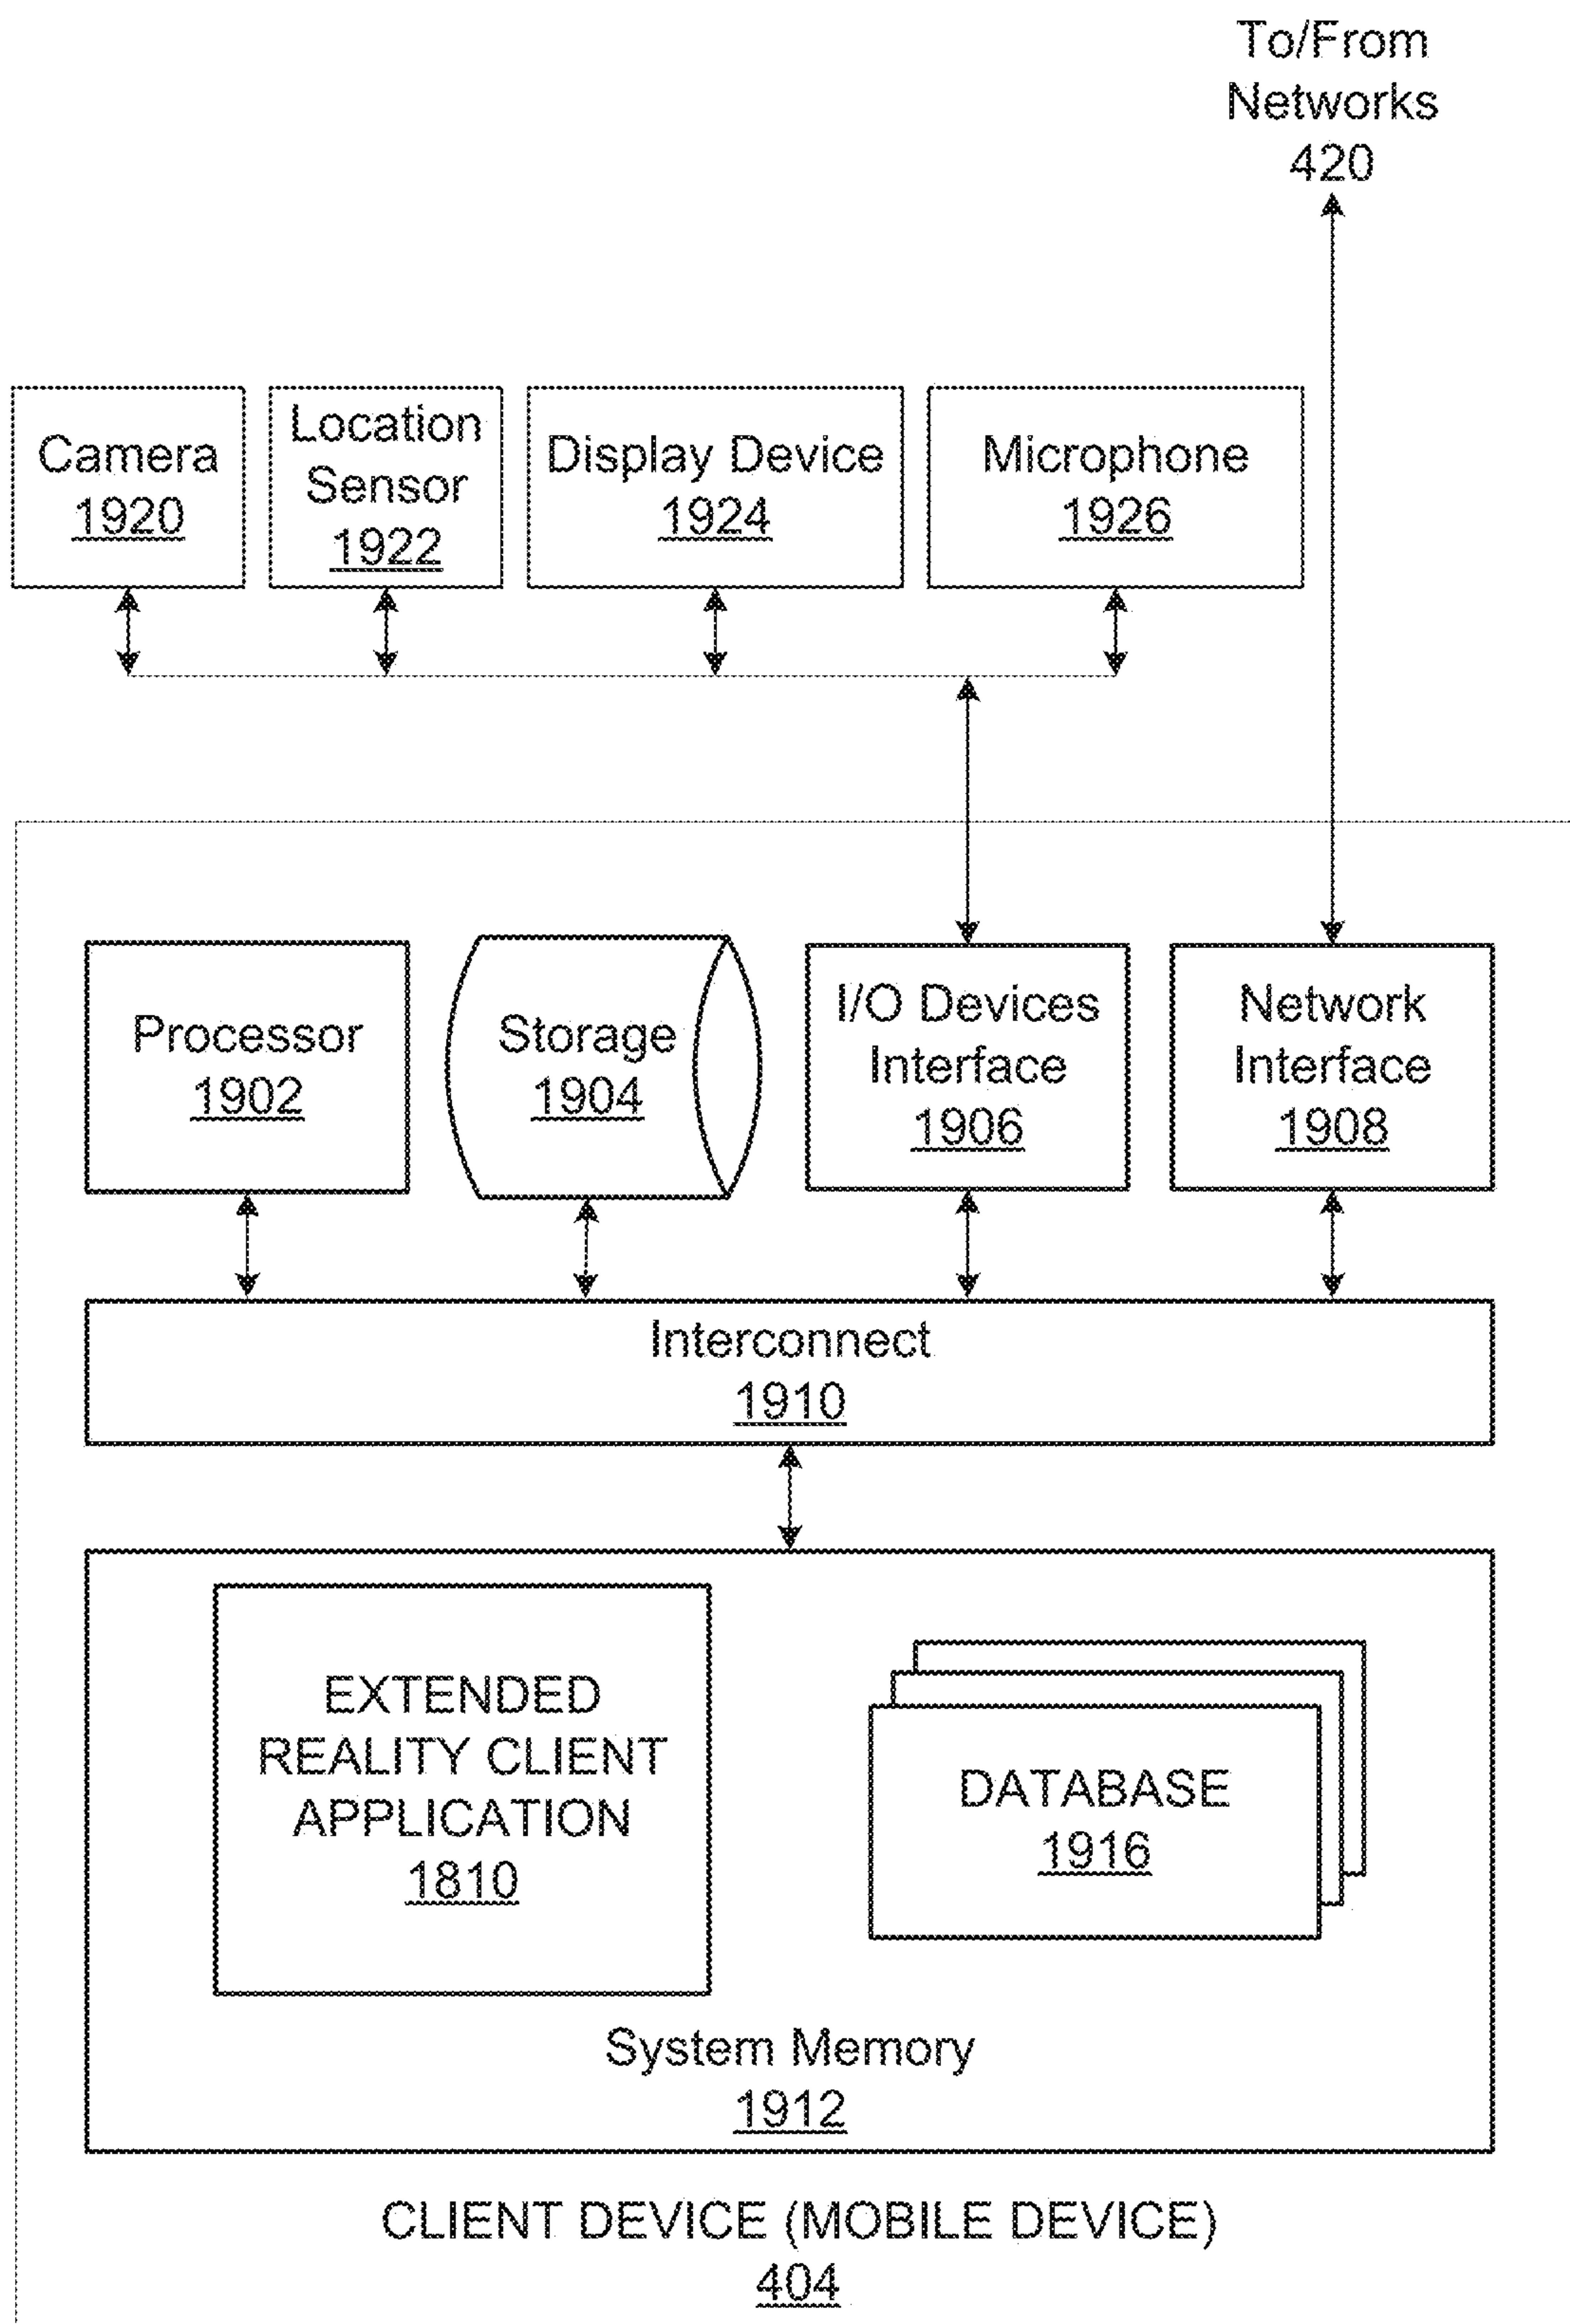 To/From
Networks
420
Camera
1920
Location
Sensor
1922
Display Device
1924
Microphone
1926
Processor
1902
Storage
1904
I/O Devices
Interface
1906
Network
Interface
1908
Interconnect
1910
EXTENDED
REALITY CLIENT
APPLICATION
1810
DATABASE
1916
System Memory
1912
CLIENT DEVICE (MOBILE DEVICE)
404